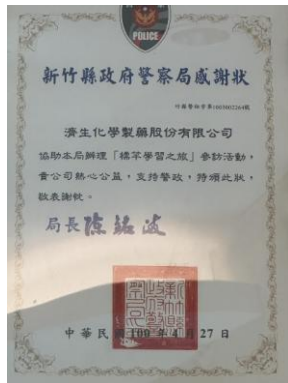 POLICE
新竹縣政府警察局感謝狀
濟生化學製藥股份有限公司
協助本局辦理「標竿學習之旅」參訪活動，
貴公司熱心公益，支持警政，特頒此狀，
敬表謝忱。
局長陳銘政
中華民國109年4月27日